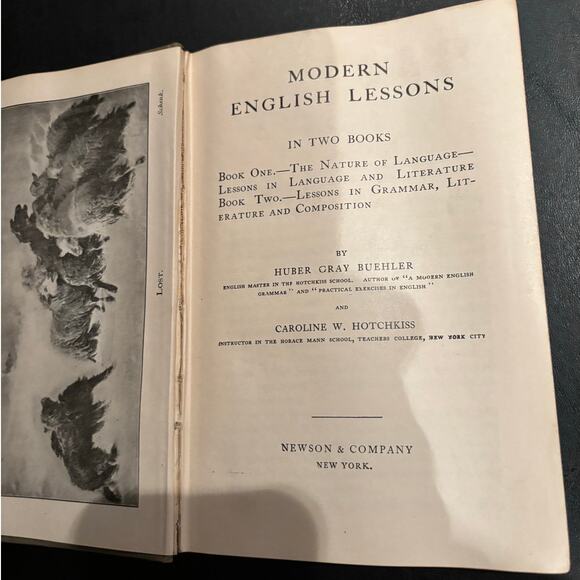 Schenk.
LOST.
MODERN
ENGLISH LESSONS
IN TWO BOOKS
BOOK ONE.—THE NATURE OF LANGUAGE—
LESSONS IN LANGUAGE AND LITERATURE
BOOK TWO.—LESSONS IN GRAMMAR, LIT-
ERATURE AND COMPOSITION
BY
HUBER GRAY BUEHLER
ENGLISH MASTER IN THE HOTCHKISS SCHOOL. AUTHOR OF "A MODERN ENGLISH
GRAMMAR" AND "PRACTICAL EXERCISES IN ENGLISH"
AND
CAROLINE W. HOTCHKISS
INSTRUCTOR IN THE HORACE MANN SCHOOL, TEACHERS COLLEGE, NEW YORK CITY
NEWSON & COMPANY
NEW YORK.